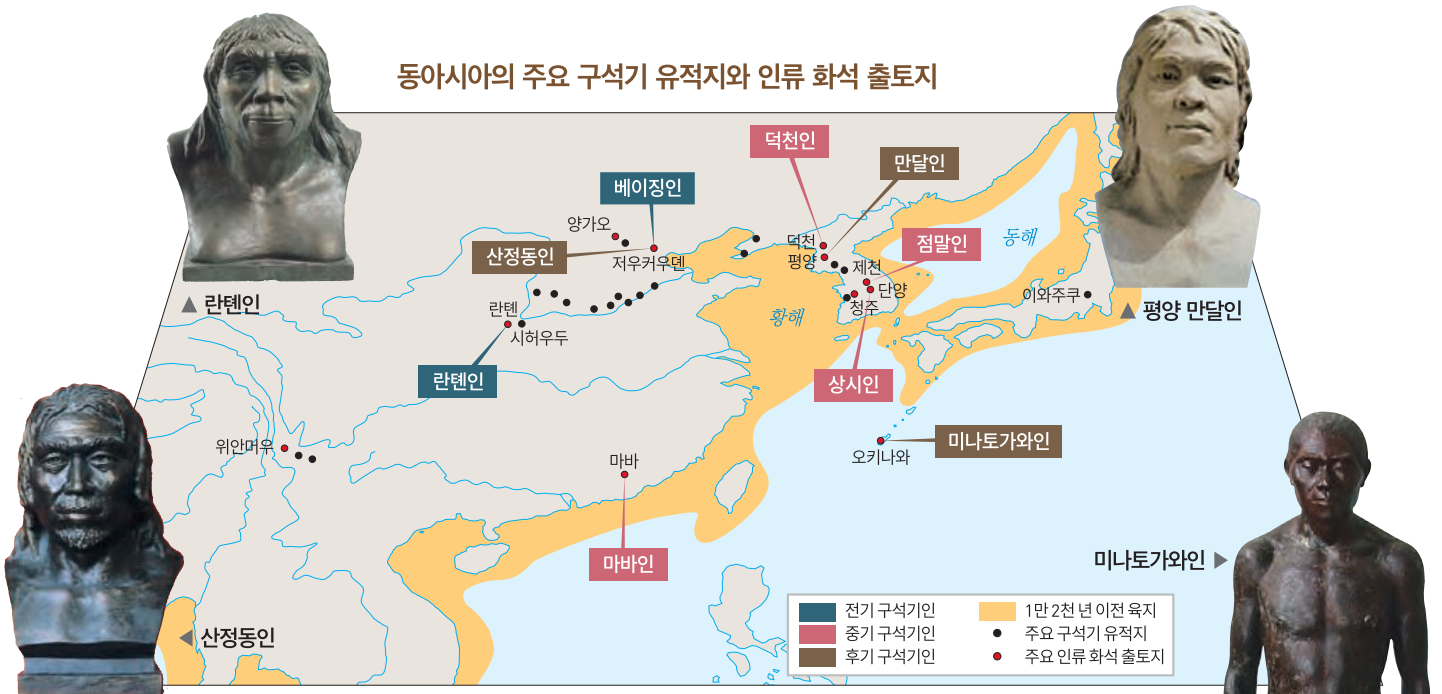 동아시아의 주요 구석기 유적지와 인류 화석 출토지
덕천인
만달인
베이징인
양가오
산정동인
저우커우뎬
덕천
평양
점말인
동해
제천
단양
청주
이와주쿠
▲ 란톈인
▲ 평양 만달인
란톈
시허우두
황해
란톈인
상시인
위안머우
마바
미나토가와인
오키나와
마바인
미나토가와인 ▶
◀ 산정동인
전기 구석기인
중기 구석기인
후기 구석기인
1만 2천 년 이전 육지
주요 구석기 유적지
주요 인류 화석 출토지